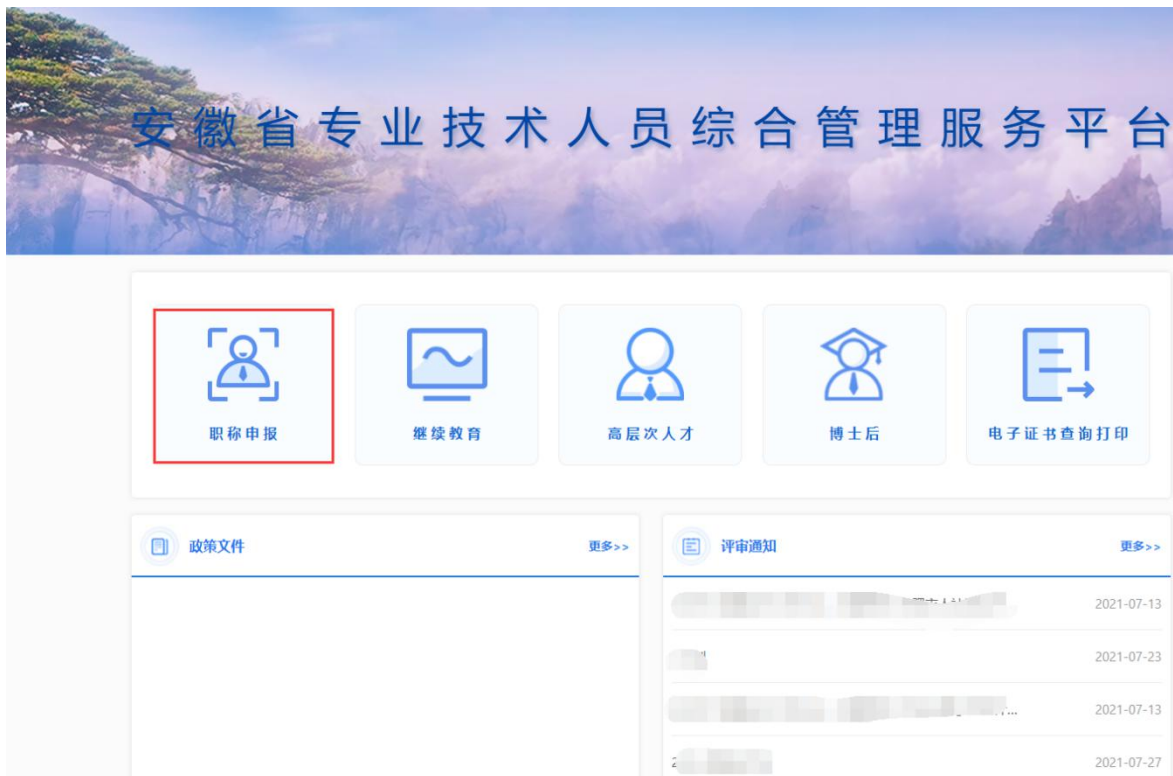 安徽省专业技术人员综合管理服务平台
职称申报
继续教育
高层次人才
博士后
电子证书查询打印
政策文件
更多>>
评审通知
更多>>
2021-07-13
2021-07-23
2021-07-13
2021-07-27